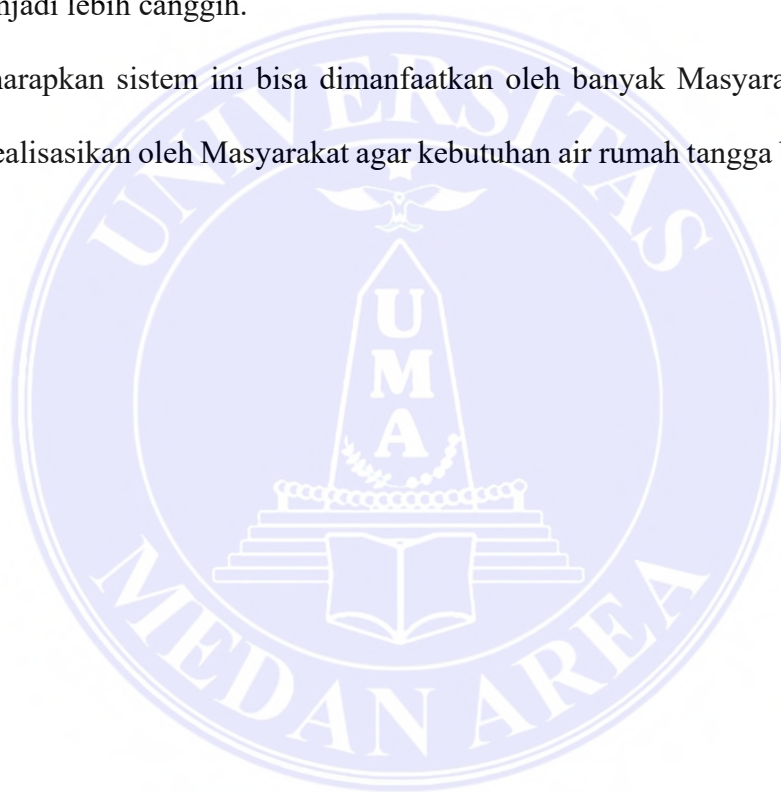 njadi lebih canggih.
harapkan sistem ini bisa dimanfaatkan oleh banyak Masyara
ealisasikan oleh Masyarakat agar kebutuhan air rumah tangga
UNIVERSITAS
UMA
MEDAN AREA